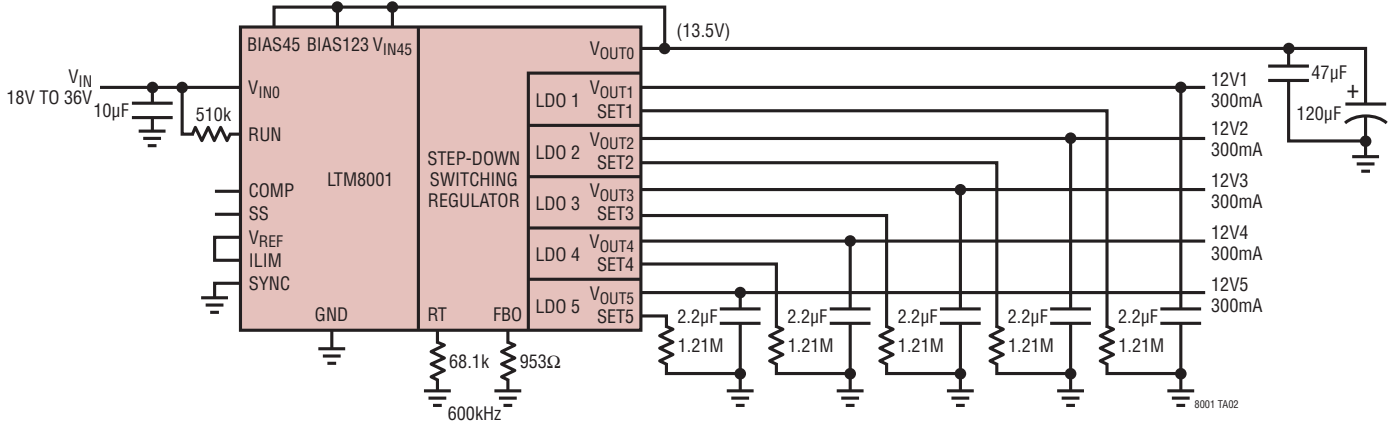 BIAS45 BIAS123 VIN45
VOUT0
(13.5V)
VIN
18V TO 36V
10µF
510k
VIN0
RUN
COMP
SS
VREF
ILIM
SYNC
GND
LTM8001
STEP-DOWN
SWITCHING
REGULATOR
RT
FBO
68.1k
953Ω
600kHz
LDO 1
VOUT1
SET1
LDO 2
VOUT2
SET2
LDO 3
VOUT3
SET3
LDO 4
VOUT4
SET4
LDO 5
VOUT5
SET5
47µF
+
120µF
12V1
300mA
12V2
300mA
12V3
300mA
12V4
300mA
12V5
300mA
2.2µF
1.21M
2.2µF
1.21M
2.2µF
1.21M
2.2µF
1.21M
2.2µF
1.21M
8001 TA02